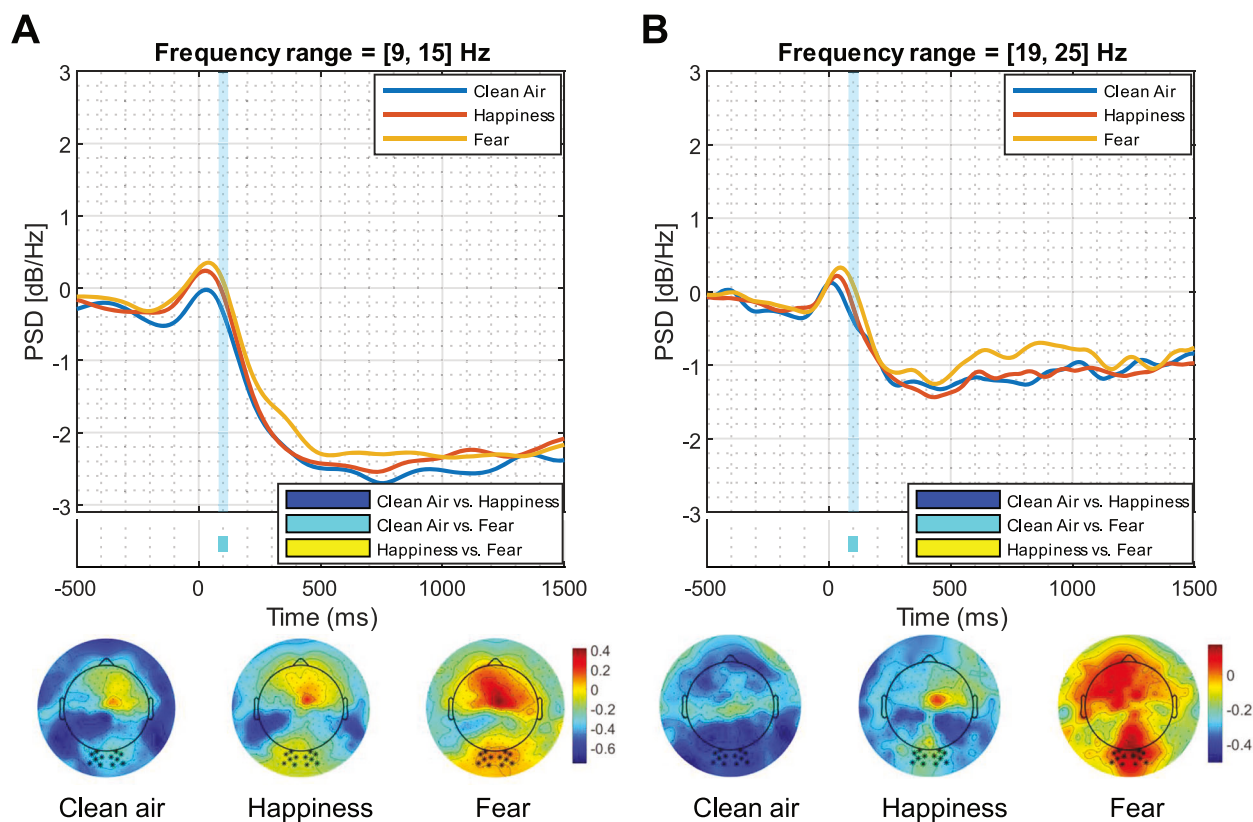 A
Frequency range = [9, 15] Hz
PSD [dB/Hz]
3
2
1
0
-1
-2
-3
Clean Air
Happiness
Fear
Clean Air vs. Happiness
Clean Air vs. Fear
Happiness vs. Fear
-500 0 500 1000 1500
Time (ms)
0.4
0.2
0
-0.2
-0.4
-0.6
Clean air Happiness Fear
B
Frequency range = [19, 25] Hz
PSD [dB/Hz]
3
2
1
0
-1
-2
-3
Clean Air
Happiness
Fear
Clean Air vs. Happiness
Clean Air vs. Fear
Happiness vs. Fear
-500 0 500 1000 1500
Time (ms)
0
-0.2
-0.4
Clean air Happiness Fear